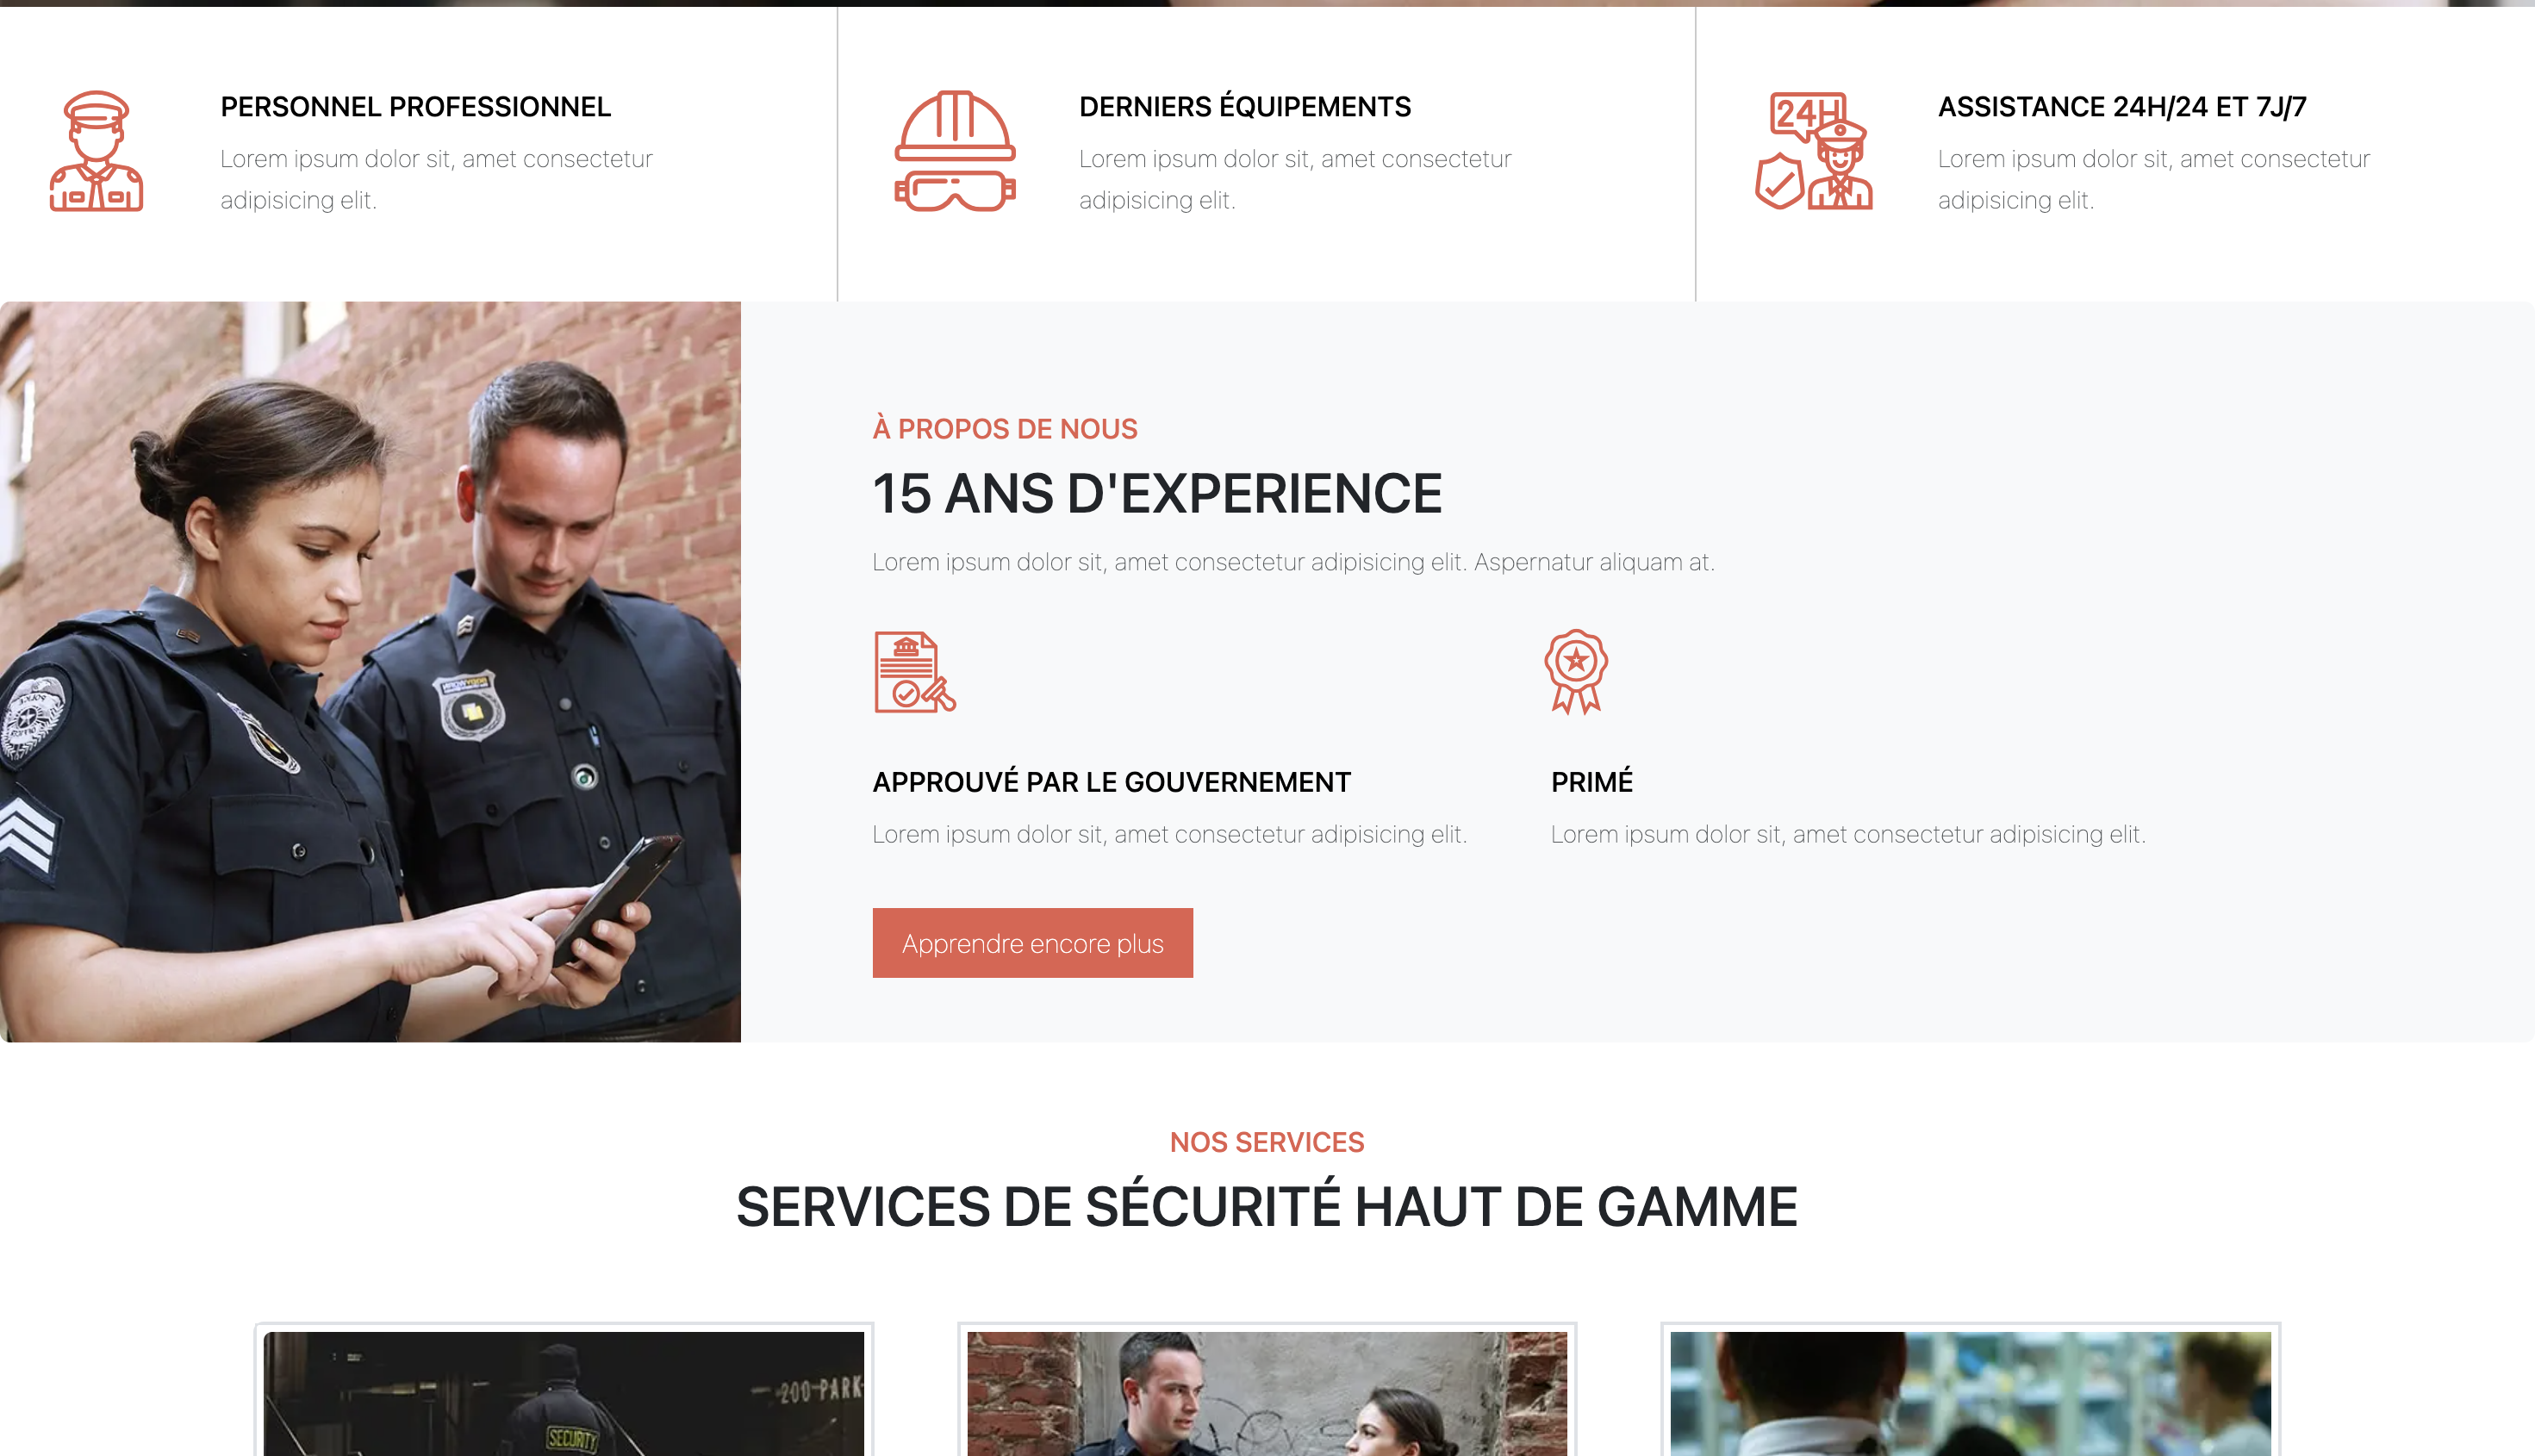 PERSONNEL PROFESSIONNEL
Lorem ipsum dolor sit, amet consectetur
adipisicing elit.
DERNIERS ÉQUIPEMENTS
Lorem ipsum dolor sit, amet consectetur
adipisicing elit.
24H
ASSISTANCE 24H/24 ET 7J/7
Lorem ipsum dolor sit, amet consectetur
adipisicing elit.
À PROPOS DE NOUS
15 ANS D'EXPERIENCE
Lorem ipsum dolor sit, amet consectetur adipisicing elit. Aspernatur aliquam at.
APPROUVÉ PAR LE GOUVERNEMENT
Lorem ipsum dolor sit, amet consectetur adipisicing elit.
PRIMÉ
Lorem ipsum dolor sit, amet consectetur adipisicing elit.
Apprendre encore plus
NOS SERVICES
SERVICES DE SÉCURITÉ HAUT DE GAMME
200 PARK
SECURITY